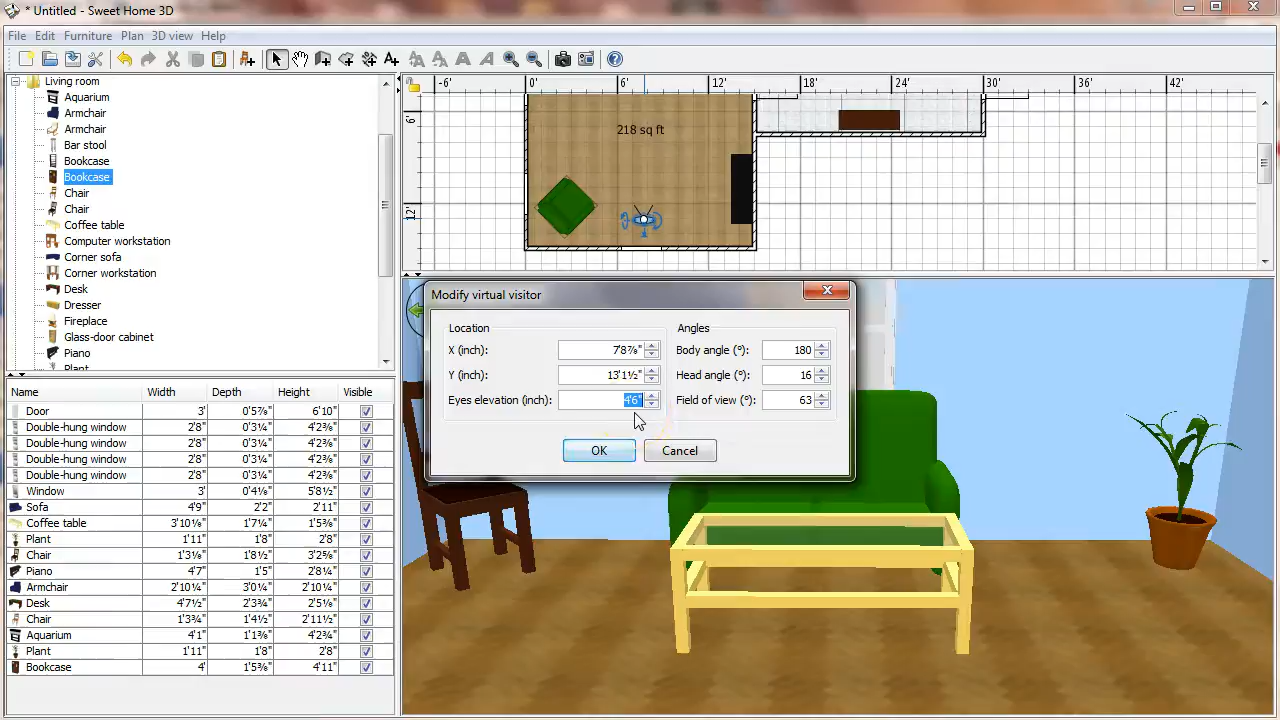 * Untitled - Sweet Home 3D
File Edit Furniture Plan 3D view Help
Living room
Aquarium
Armchair
Armchair
Bar stool
Bookcase
Bookcase
Chair
Chair
Coffee table
Computer workstation
Corner sofa
Corner workstation
Desk
Dresser
Fireplace
Glass-door cabinet
Piano
-6' 0' 6' 12' 18' 24' 30' 36' 42'
6'
12'
218 sq ft
Name Width Depth Height Visible
Door 3' 0'5⅞" 6'10"
Double-hung window 2'8" 0'3¼" 4'2⅜"
Double-hung window 2'8" 0'3¼" 4'2⅜"
Double-hung window 2'8" 0'3¼" 4'2⅜"
Double-hung window 2'8" 0'3¼" 4'2⅜"
Window 3' 0'4⅛" 5'8½"
Sofa 4'9" 2'2" 2'11"
Coffee table 3'10⅛" 1'7¼" 1'5⅜"
Plant 1'11" 1'8" 2'8"
Chair 1'3⅛" 1'8½" 3'2⅝"
Piano 4'7" 1'5" 2'8¼"
Armchair 2'10¼" 3'0¼" 2'10¼"
Desk 4'7½" 2'3¾" 2'5⅛"
Chair 1'3¾" 1'4½" 2'11½"
Aquarium 4'1" 1'1⅜" 4'2¾"
Plant 1'11" 1'8" 2'8"
Bookcase 4' 1'5⅜" 4'11"
Modify virtual visitor
Location
X (inch): 7'8⅞"
Y (inch): 13'1½"
Eyes elevation (inch): 4'6"
Angles
Body angle (º): 180
Head angle (º): 16
Field of view (º): 63
OK Cancel